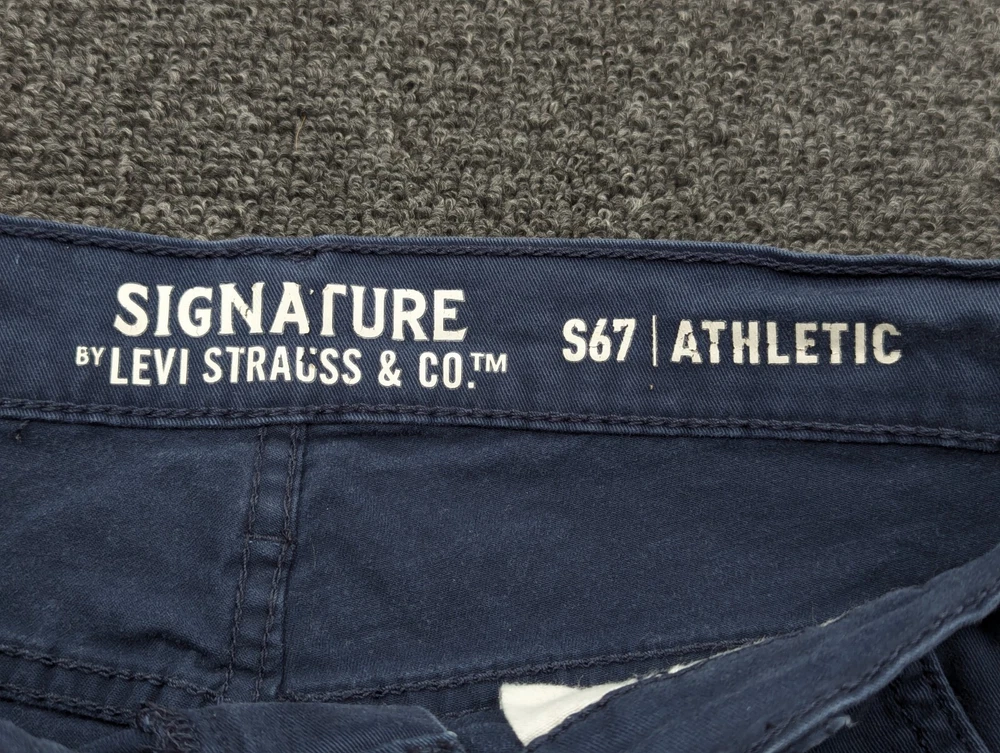 SIGNATURE
BY LEVI STRAUSS & CO.™
S67 | ATHLETIC